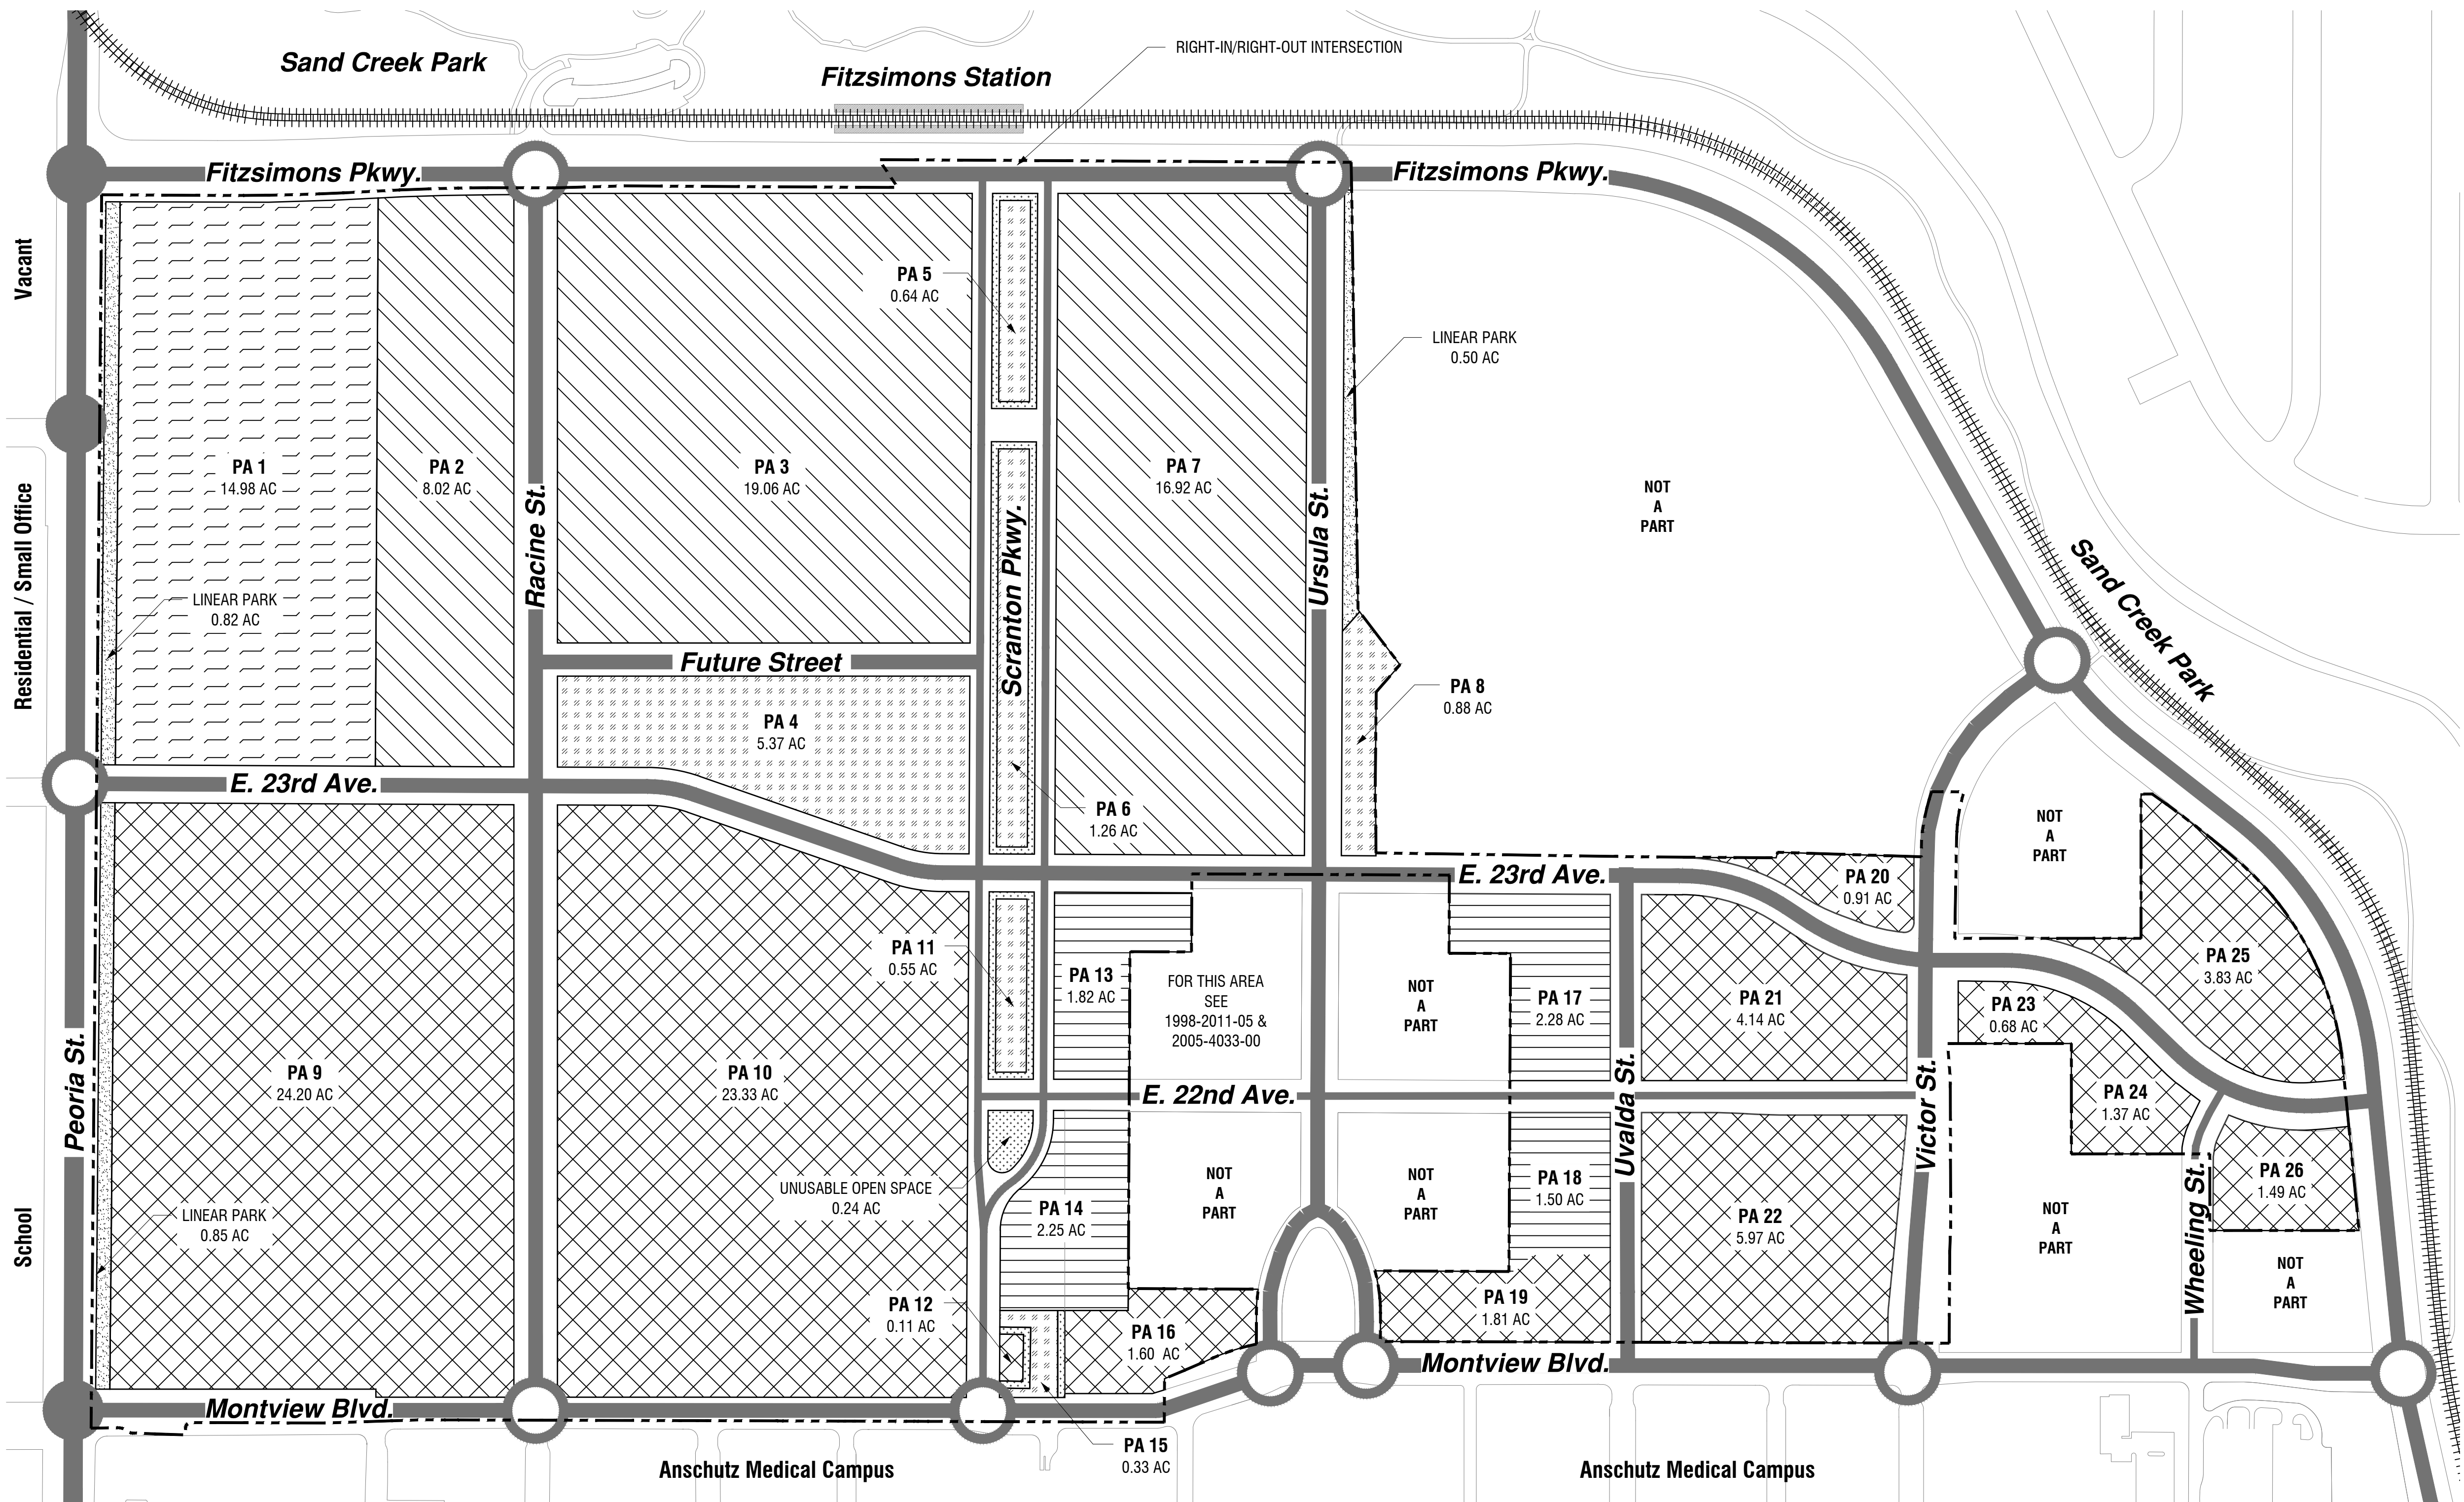 Sand Creek Park
Fitzsimons Station
RIGHT-IN/RIGHT-OUT INTERSECTION
Fitzsimons Pkwy.
Fitzsimons Pkwy.
Vacant
Residential / Small Office
School
PA 1
14.98 AC
PA 2
8.02 AC
PA 3
19.06 AC
PA 5
0.64 AC
PA 7
16.92 AC
LINEAR PARK
0.50 AC
NOT
A
PART
LINEAR PARK
0.82 AC
Racine St.
Scranton Pkwy.
Ursula St.
Sand Creek Park
Future Street
PA 4
5.37 AC
PA 8
0.88 AC
PA 6
1.26 AC
E. 23rd Ave.
E. 23rd Ave.
PA 20
0.91 AC
NOT
A
PART
PA 25
3.83 AC
PA 11
0.55 AC
PA 13
1.82 AC
FOR THIS AREA
SEE
1998-2011-05 &
2005-4033-00
NOT
A
PART
PA 17
2.28 AC
PA 21
4.14 AC
PA 23
0.68 AC
PA 9
24.20 AC
PA 10
23.33 AC
E. 22nd Ave.
Peoria St.
Uvalda St.
Victor St.
PA 24
1.37 AC
UNUSABLE OPEN SPACE
0.24 AC
PA 14
2.25 AC
NOT
A
PART
NOT
A
PART
PA 18
1.50 AC
PA 22
5.97 AC
NOT
A
PART
Wheeling St.
PA 26
1.49 AC
NOT
A
PART
LINEAR PARK
0.85 AC
PA 12
0.11 AC
PA 16
1.60 AC
PA 19
1.81 AC
Montview Blvd.
Montview Blvd.
PA 15
0.33 AC
Anschutz Medical Campus
Anschutz Medical Campus